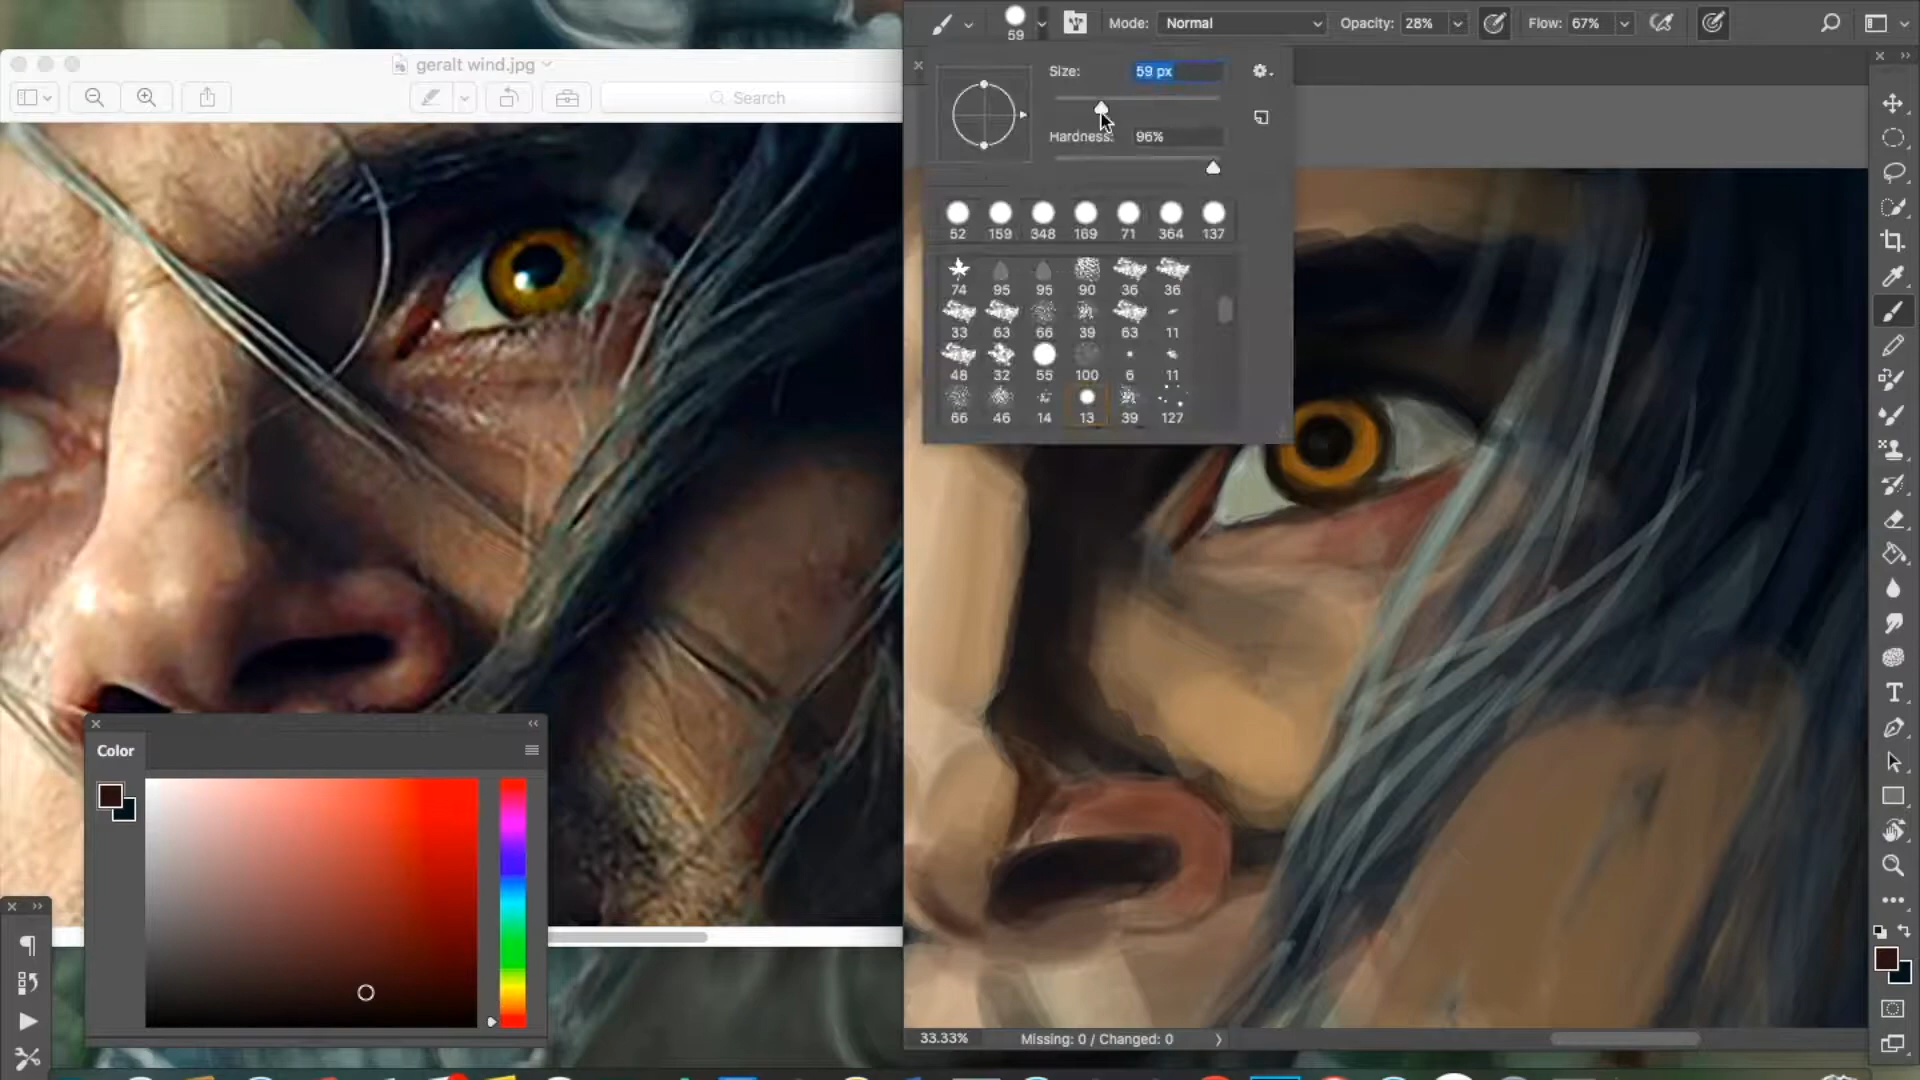 geralt wind.jpg
Search
59
Mode: Normal
Opacity: 28%
Flow: 67%
Size: 59 px
Hardness: 96%
52 159 348 169 71 364 137
74 95 95 90 36 36
33 63 66 39 63 11
48 32 55 100 6 11
66 46 14 13 39 127
Color
33.33%
Missing: 0 / Changed: 0